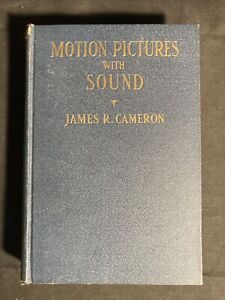 MOTION PICTURES
WITH
SOUND
JAMES R. CAMERON